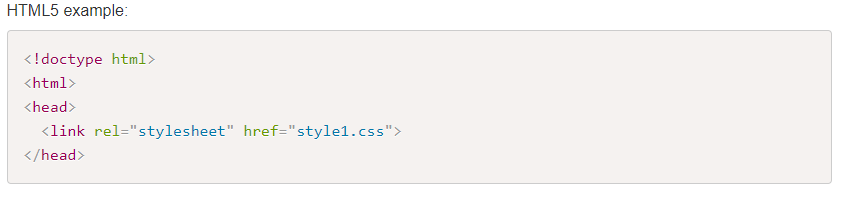 HTML5 example:
<!doctype html>
<html>
<head>
  <link rel="stylesheet" href="style1.css">
</head>